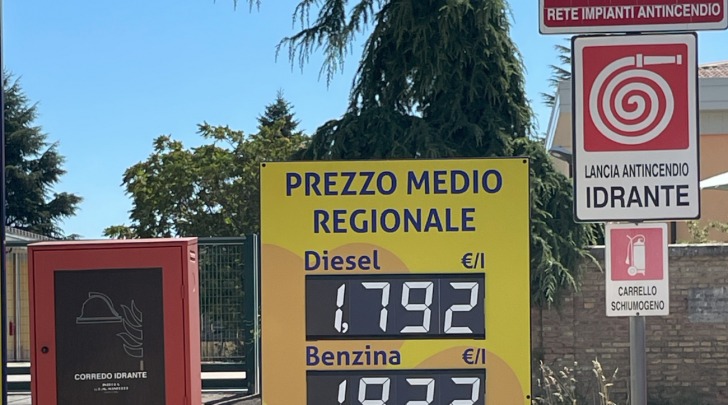 RETE IMPIANTI ANTINCENDIO
LANCIA ANTINCENDIO
IDRANTE
CARRELLO
SCHIUMOGENO
PREZZO MEDIO
REGIONALE
Diesel €/l
1,792
Benzina €/l
CORREDO IDRANTE